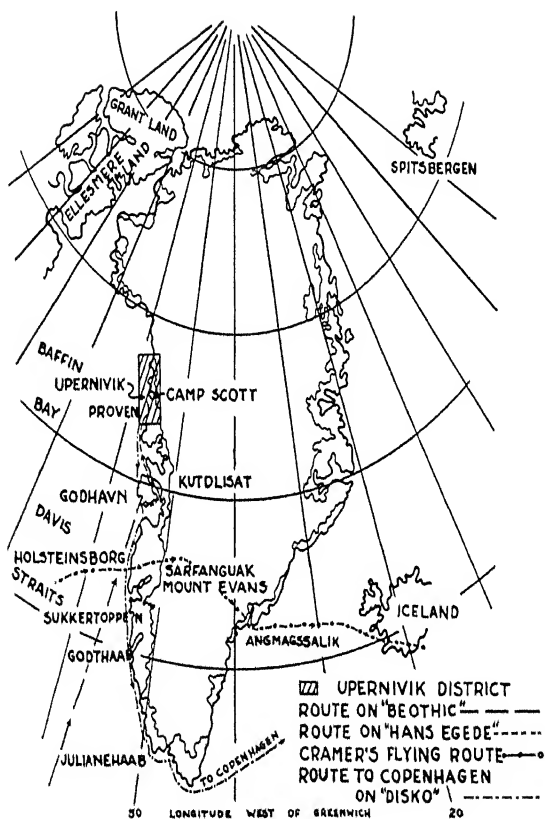 GRANT LAND
ELLESMERE
ISLAND
SPITSBERGEN
BAFFIN
UPERNIVIK
CAMP SCOTT
BAY
PROVEN
GODHAVN
KUTDLISAT
DAVIS
HOLSTEINSBORG
SARFANGUAK
STRAITS
MOUNT EVANS
SUKKERTOPPEN
ICELAND
ANGMAGSSALIK
GODTHAAB
UPERNIVIK DISTRICT
ROUTE ON "BEOTHIC"
ROUTE ON "HANS EGEDE"
JULIANEHAAB
TO COPENHAGEN
CRAMER'S FLYING ROUTE
ROUTE TO COPENHAGEN
ON "DISKO"
50 LONGITUDE WEST OF GREENWICH 20